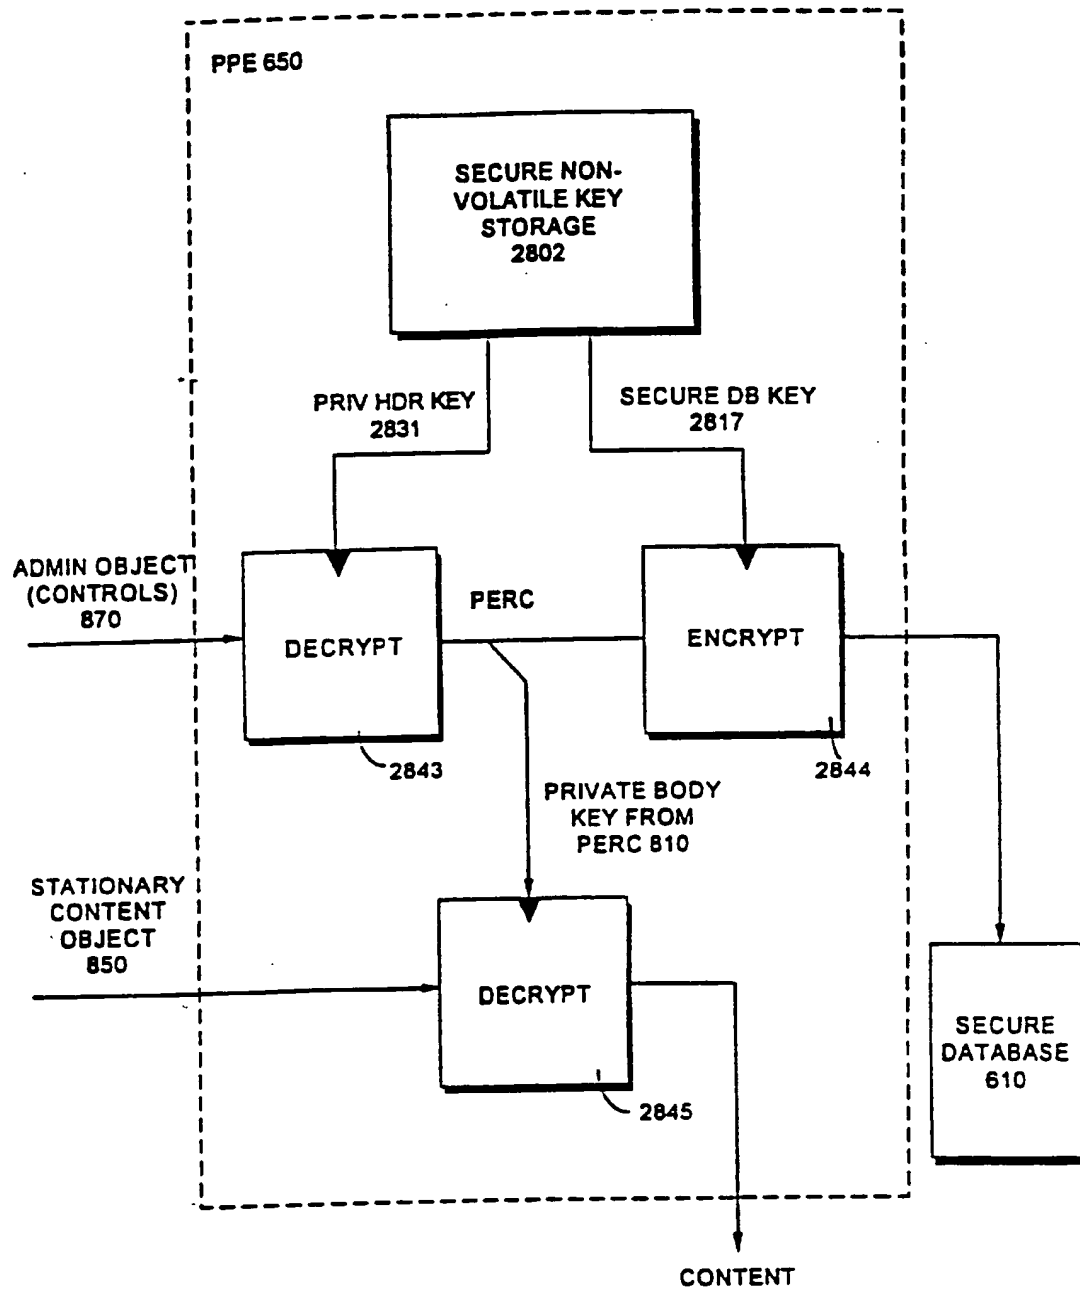 PPE 650
SECURE NON-
VOLATILE KEY
STORAGE
2802
PRIV HDR KEY
2831
SECURE DB KEY
2817
ADMIN OBJECT
(CONTROLS)
870
DECRYPT
PERC
ENCRYPT
2843
2844
PRIVATE BODY
KEY FROM
PERC 810
STATIONARY
CONTENT
OBJECT
850
DECRYPT
2845
SECURE
DATABASE
610
CONTENT